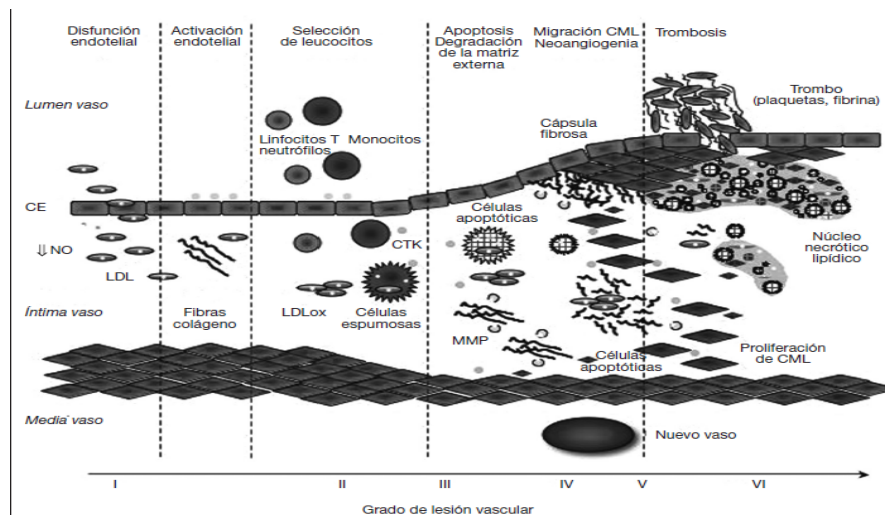 Disfunción
endotelial
Activación
endotelial
Selección
de leucocitos
Apoptosis
Degradación
de la matriz
externa
Migración CML
Neoangiogenia
Trombosis
Lumen vaso
Linfocitos T
neutrófilos
Monocitos
Cápsula
fibrosa
Trombo
(plaquetas, fibrina)
CE
⇓NO
LDL
CTK
Células
apoptóticas
Núcleo
necrótico
lipídico
Íntima vaso
Fibras
colágeno
LDLox
Células
espumosas
MMP
Células
apoptóticas
Proliferación
de CML
Media vaso
Nuevo vaso
I
II
III
IV
V
VI
Grado de lesión vascular